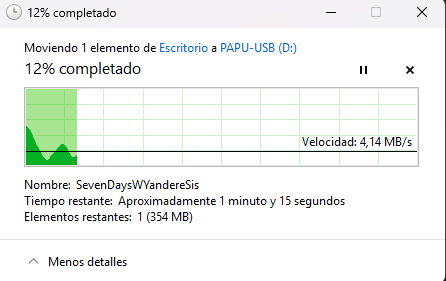 12% completado
Moviendo 1 elemento de Escritorio a PAPU-USB (D:)
12% completado
Velocidad: 4,14 MB/s
Nombre: SevenDaysWYandereSis
Tiempo restante: Aproximadamente 1 minuto y 15 segundos
Elementos restantes: 1 (354 MB)
Menos detalles